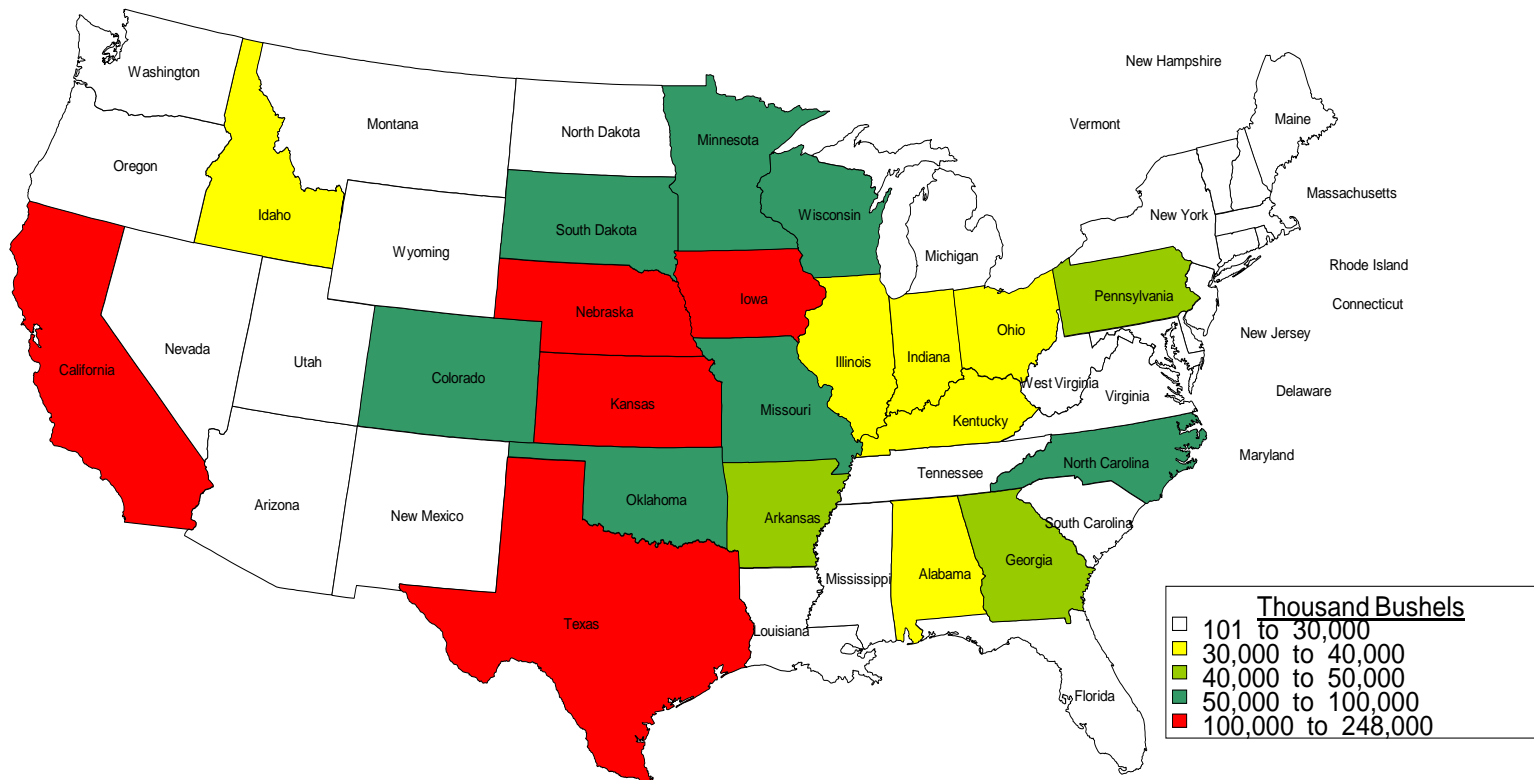 New Hampshire
Washington
Maine
Montana
Vermont
North Dakota
Minnesota
Oregon
Massachusetts
Idaho
Wisconsin
New York
South Dakota
Wyoming
Michigan
Rhode Island
Pennsylvania
Iowa
Connecticut
Nebraska
Ohio
New Jersey
Nevada
Utah
Illinois
Indiana
California
Colorado
West Virginia
Delaware
Virginia
Kansas
Missouri
Kentucky
Maryland
North Carolina
Tennessee
Oklahoma
Arizona
New Mexico
Arkansas
South Carolina
Georgia
Mississippi
Alabama
Texas
Louisiana
Florida
Thousand Bushels
101 to 30,000
30,000 to 40,000
40,000 to 50,000
50,000 to 100,000
100,000 to 248,000